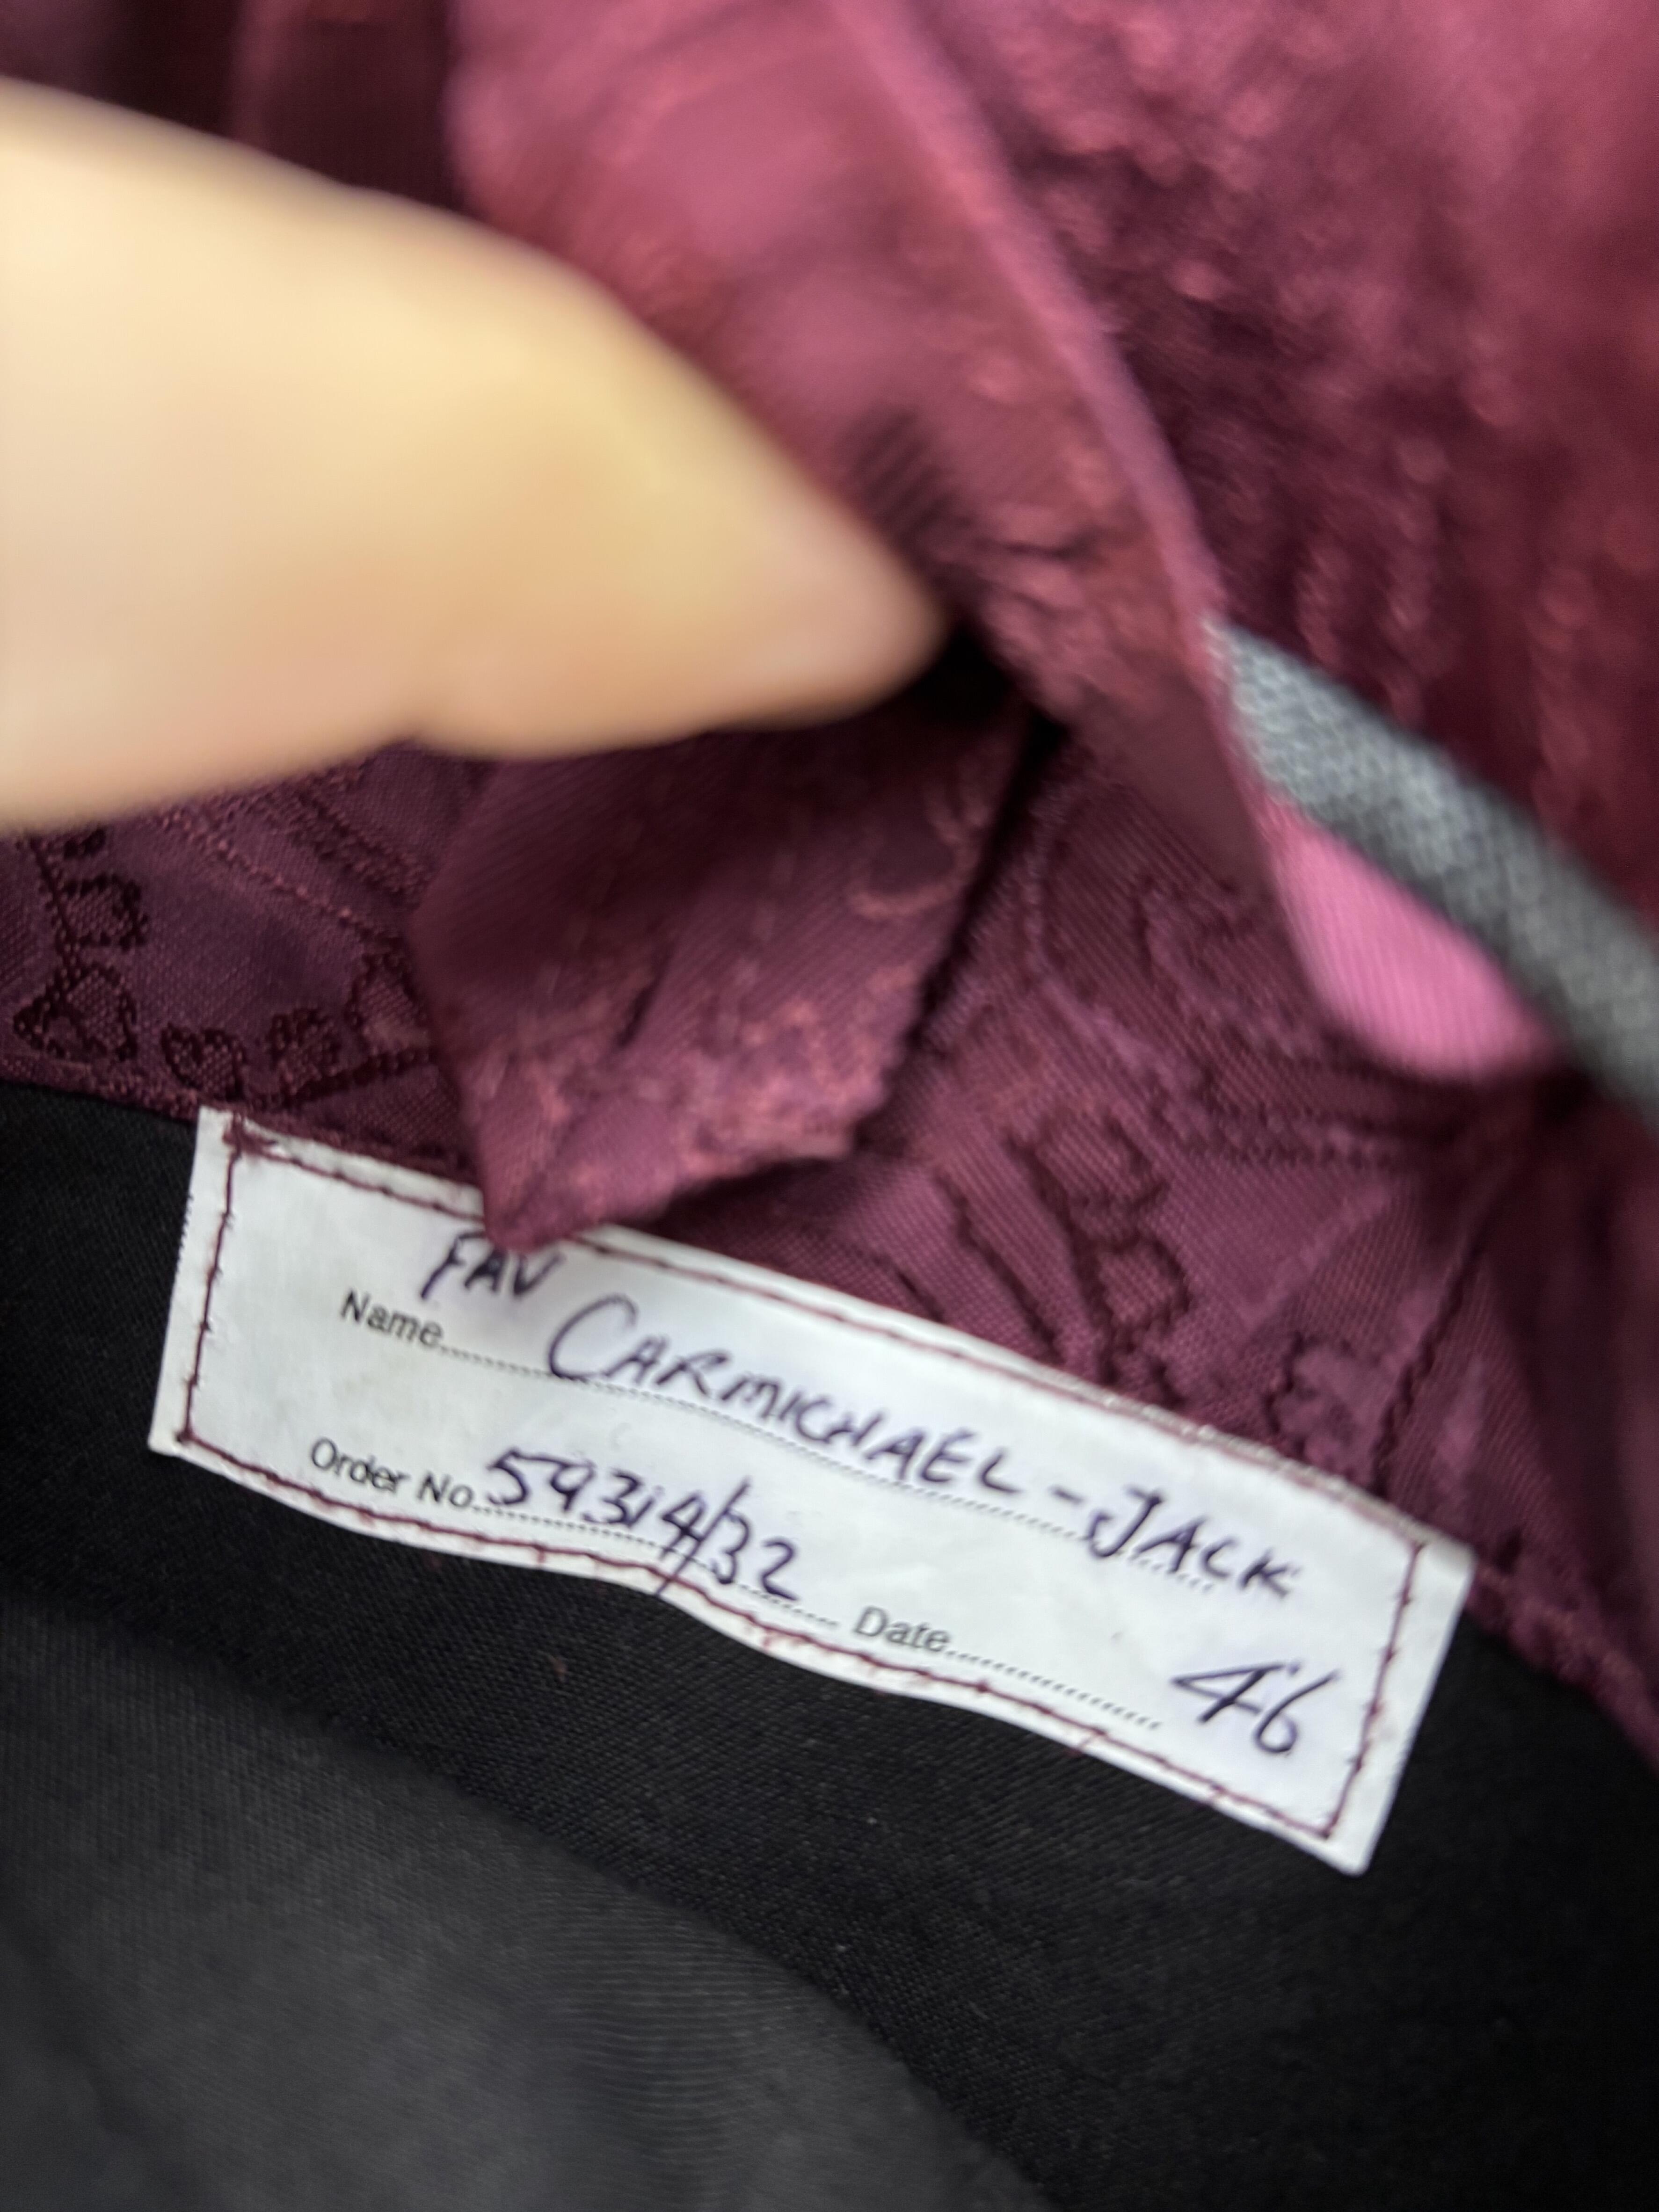 FAV
Name.......... CARMICHAEL - JACK
Order No. 59314/32 ...... Date.......... 46